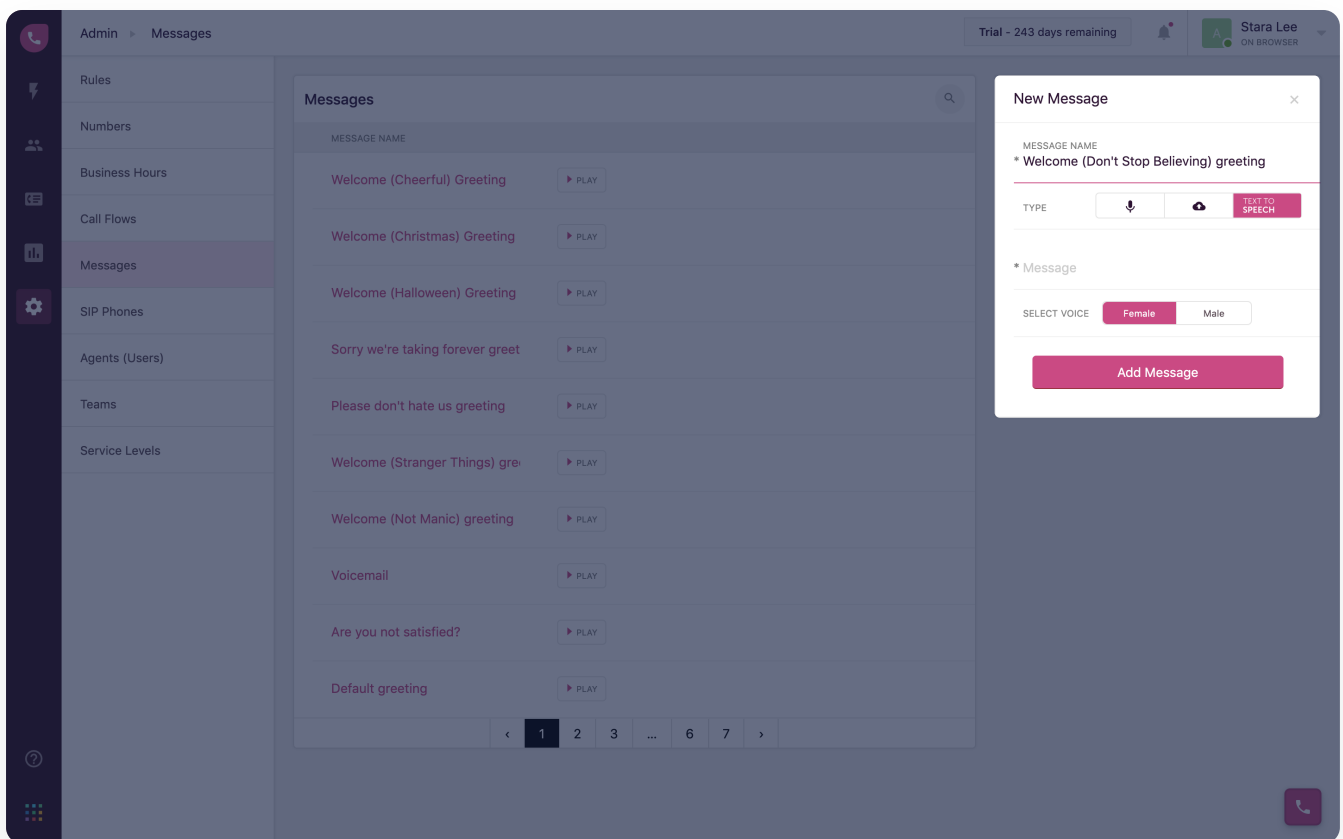 Admin Messages
Trial - 243 days remaining
A
Stara Lee
ON BROWSER
Rules
Numbers
Business Hours
Call Flows
Messages
SIP Phones
Agents (Users)
Teams
Service Levels
Messages
MESSAGE NAME
Welcome (Cheerful) Greeting PLAY
Welcome (Christmas) Greeting PLAY
Welcome (Halloween) Greeting PLAY
Sorry we're taking forever greet PLAY
Please don't hate us greeting PLAY
Welcome (Stranger Things) gree PLAY
Welcome (Not Manic) greeting PLAY
Voicemail PLAY
Are you not satisfied? PLAY
Default greeting PLAY
‹ 1 2 3 ... 6 7 ›
New Message ×
MESSAGE NAME
* Welcome (Don't Stop Believing) greeting
TYPE TEXT TO
SPEECH
* Message
SELECT VOICE Female Male
Add Message